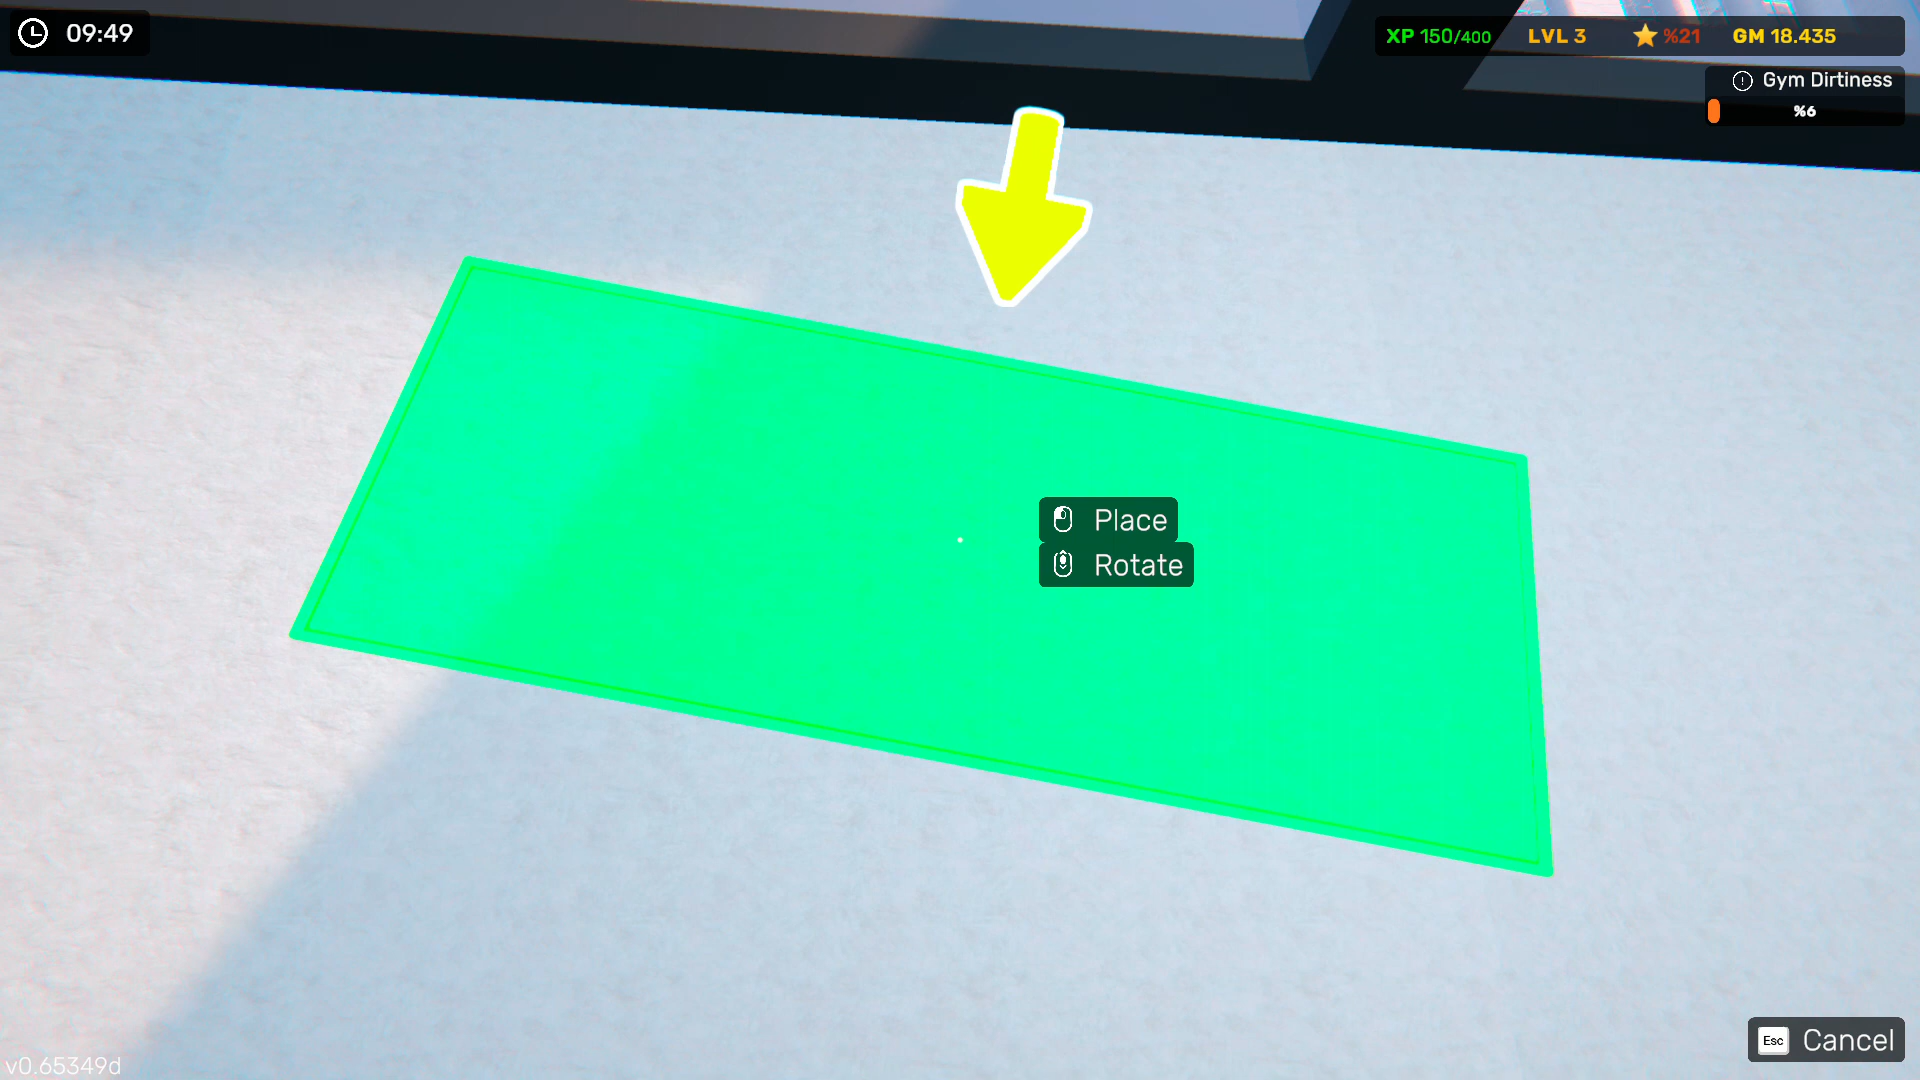 09:49
XP 150/400 LVL 3 %21 GM 18.435
Gym Dirtiness
%6
Place
Rotate
Esc Cancel
v0.65349d